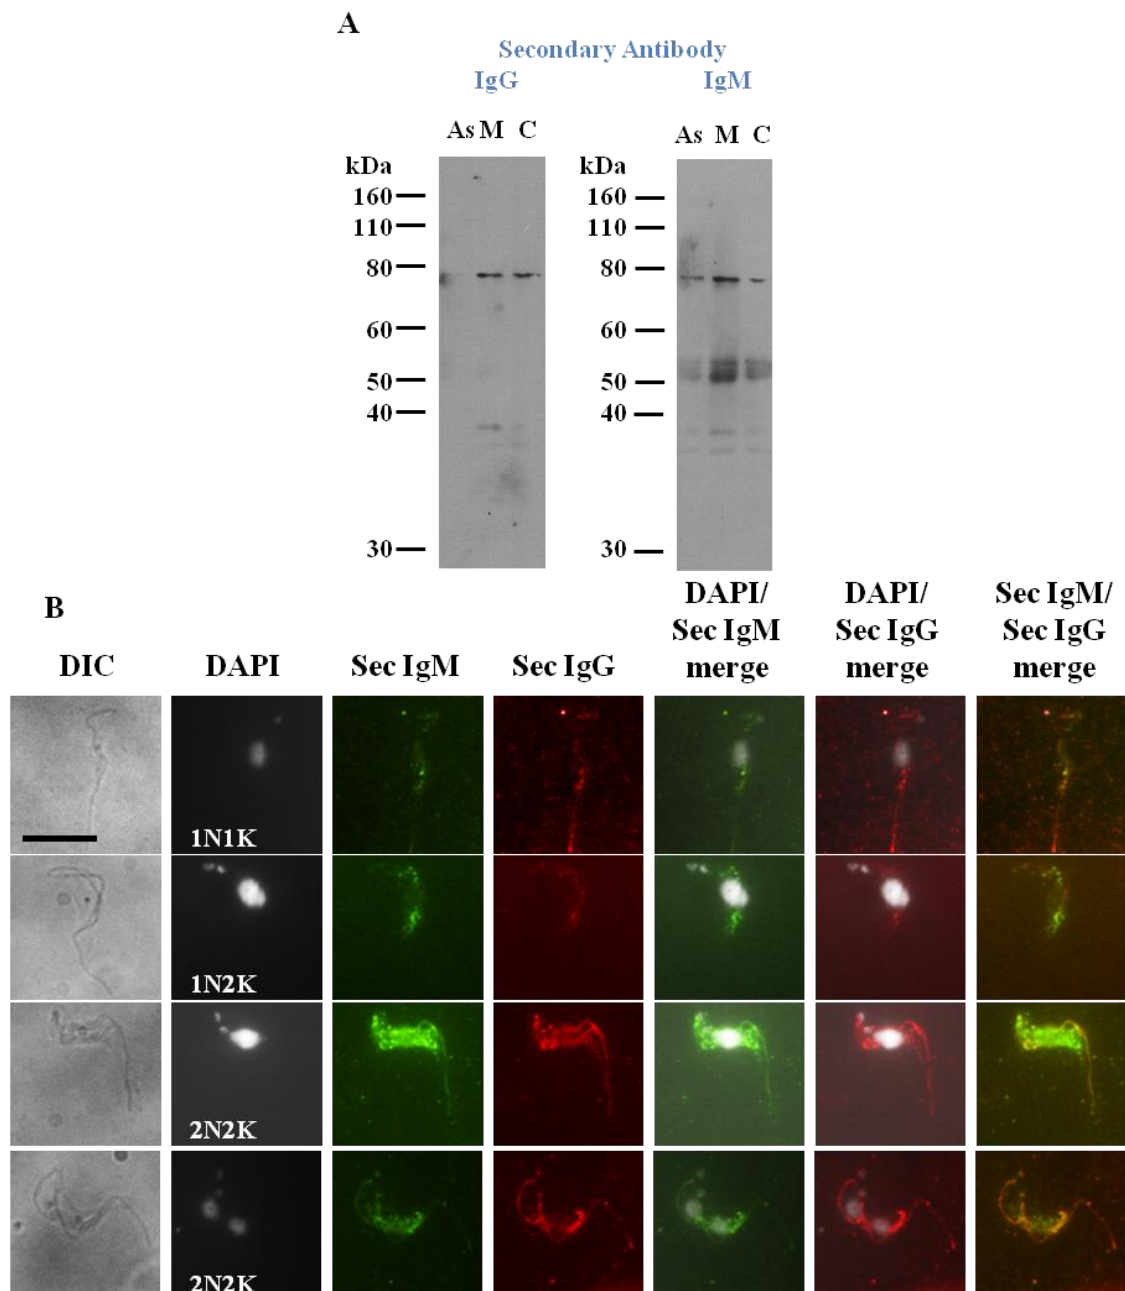 A
Secondary Antibody
IgG IgM
As M C As M C
kDa kDa
160 160
110 110
80 80
60 60
50 50
40 40
30 30
B
DIC DAPI Sec IgM Sec IgG DAPI/ Sec IgM merge DAPI/ Sec IgG merge Sec IgM/ Sec IgG merge
1N1K
1N2K
2N2K
2N2K